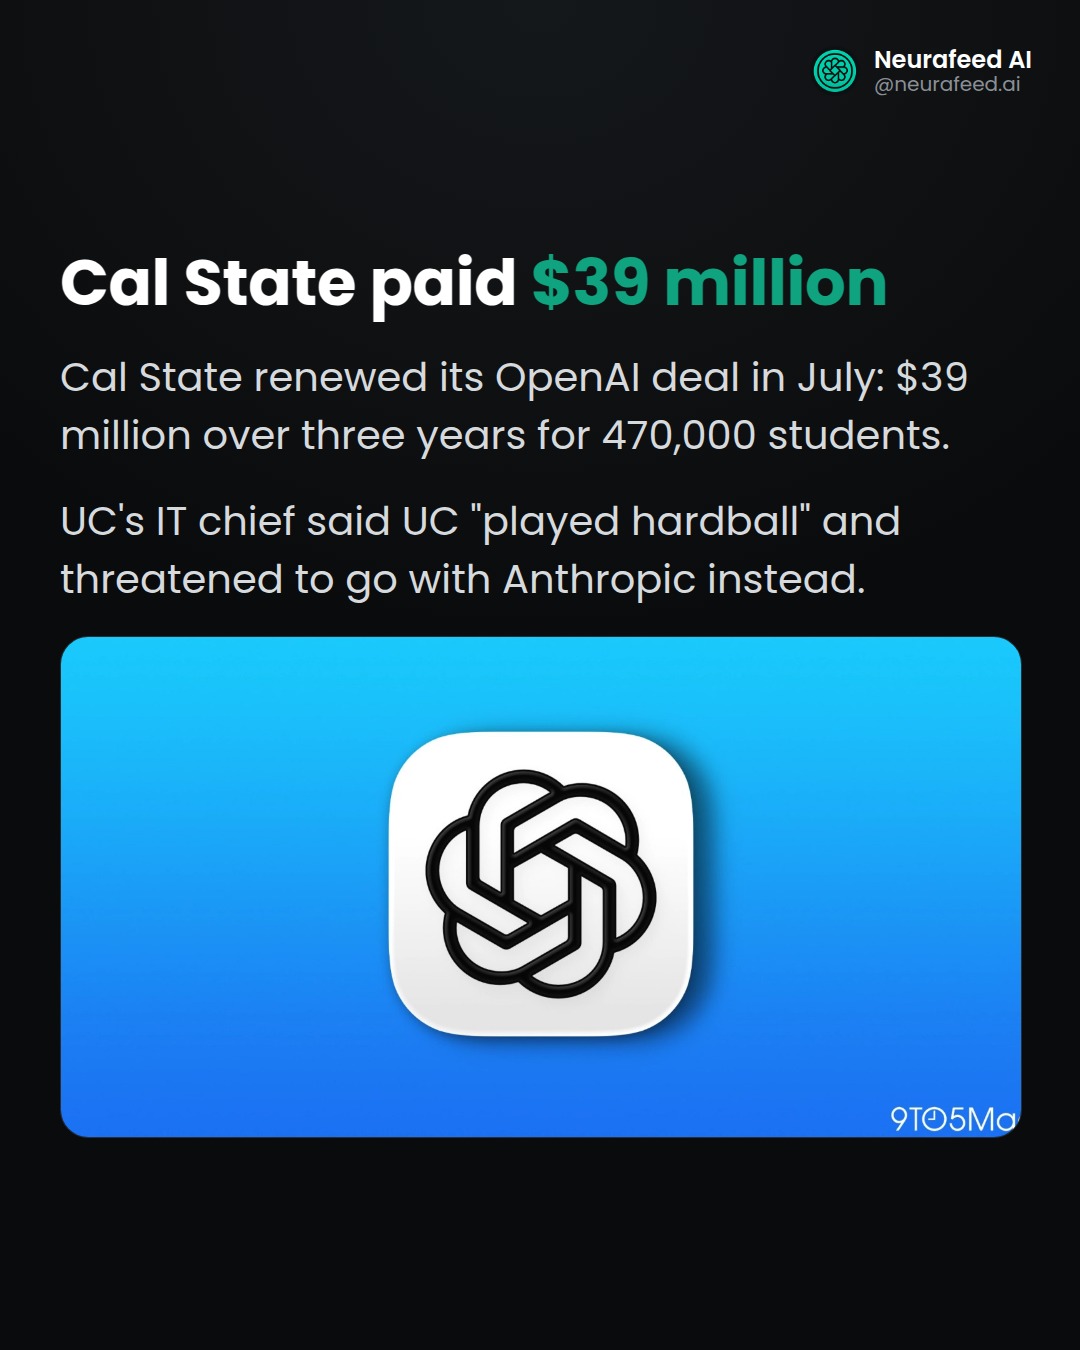 Neurafeed AI
@neurafeed.ai
Cal State paid $39 million
Cal State renewed its OpenAI deal in July: $39
million over three years for 470,000 students.
UC's IT chief said UC "played hardball" and
threatened to go with Anthropic instead.
9TO5Ma